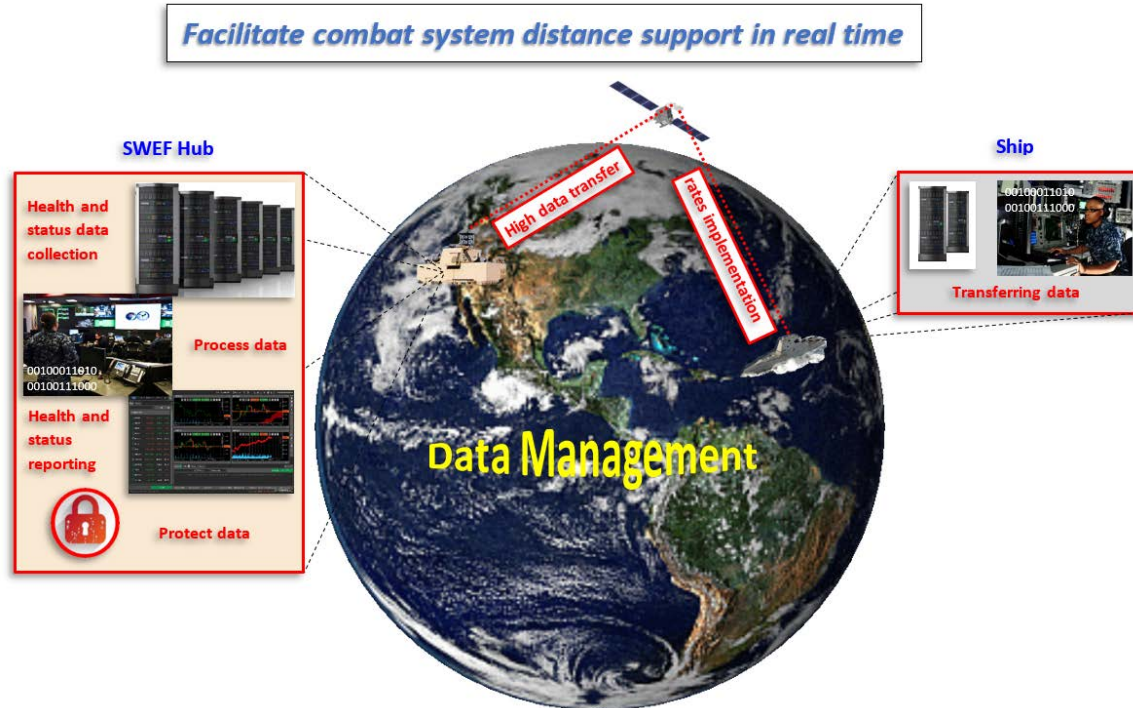 Facilitate combat system distance support in real time
SWEF Hub
Health and
status data
collection
00100011010
00100111000
Process data
Health and
status
reporting
Protect data
High data transfer
rates implementation
Data Management
Ship
00100011010
00100111000
Transferring data